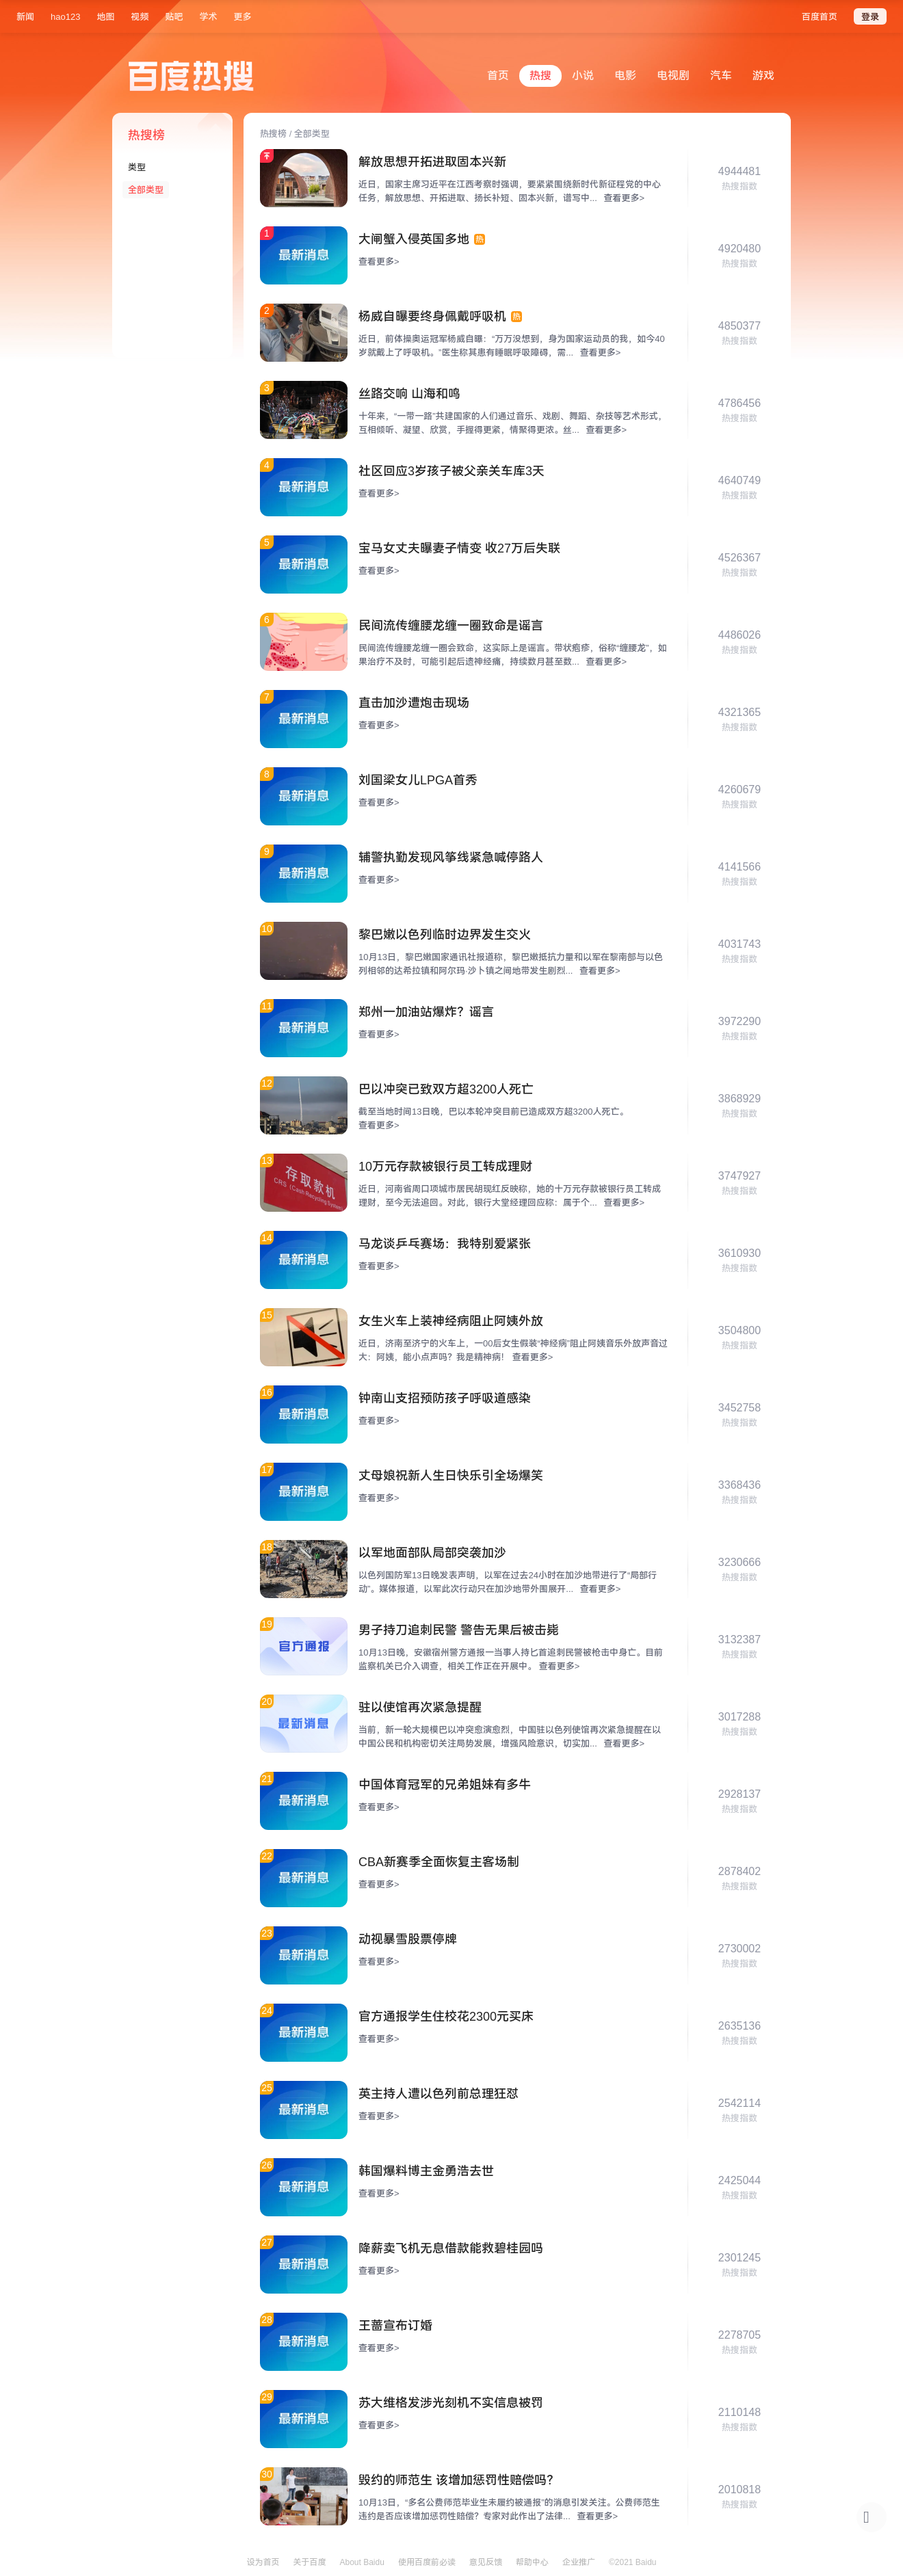 新闻 hao123 地图 视频 贴吧 学术 更多 百度首页 登录
百度热搜 首页 热搜 小说 电影 电视剧 汽车 游戏
热搜榜
类型
全部类型
热搜榜 / 全部类型
解放思想开拓进取固本兴新
近日，国家主席习近平在江西考察时强调，要紧紧围绕新时代新征程党的中心
任务，解放思想、开拓进取、扬长补短、固本兴新，谱写中... 查看更多>
4944481
热搜指数
1
最新消息
大闸蟹入侵英国多地 热
查看更多>
4920480
热搜指数
2
杨威自曝要终身佩戴呼吸机 热
近日，前体操奥运冠军杨威自曝：“万万没想到，身为国家运动员的我，如今40
岁就戴上了呼吸机。”医生称其患有睡眠呼吸障碍，需... 查看更多>
4850377
热搜指数
3
丝路交响 山海和鸣
十年来，“一带一路”共建国家的人们通过音乐、戏剧、舞蹈、杂技等艺术形式，
互相倾听、凝望、欣赏，手握得更紧，情聚得更浓。丝... 查看更多>
4786456
热搜指数
4
最新消息
社区回应3岁孩子被父亲关车库3天
查看更多>
4640749
热搜指数
5
最新消息
宝马女丈夫曝妻子情变 收27万后失联
查看更多>
4526367
热搜指数
6
民间流传缠腰龙缠一圈致命是谣言
民间流传缠腰龙缠一圈会致命，这实际上是谣言。带状疱疹，俗称“缠腰龙”，如
果治疗不及时，可能引起后遗神经痛，持续数月甚至数... 查看更多>
4486026
热搜指数
7
最新消息
直击加沙遭炮击现场
查看更多>
4321365
热搜指数
8
最新消息
刘国梁女儿LPGA首秀
查看更多>
4260679
热搜指数
9
最新消息
辅警执勤发现风筝线紧急喊停路人
查看更多>
4141566
热搜指数
10
黎巴嫩以色列临时边界发生交火
10月13日，黎巴嫩国家通讯社报道称，黎巴嫩抵抗力量和以军在黎南部与以色
列相邻的达希拉镇和阿尔玛·沙卜镇之间地带发生剧烈... 查看更多>
4031743
热搜指数
11
最新消息
郑州一加油站爆炸？谣言
查看更多>
3972290
热搜指数
12
巴以冲突已致双方超3200人死亡
截至当地时间13日晚，巴以本轮冲突目前已造成双方超3200人死亡。
查看更多>
3868929
热搜指数
13
存取款机
CRS (Cash Recycling System)
10万元存款被银行员工转成理财
近日，河南省周口项城市居民胡现红反映称，她的十万元存款被银行员工转成
理财，至今无法追回。对此，银行大堂经理回应称：属于个... 查看更多>
3747927
热搜指数
14
最新消息
马龙谈乒乓赛场：我特别爱紧张
查看更多>
3610930
热搜指数
15
女生火车上装神经病阻止阿姨外放
近日，济南至济宁的火车上，一00后女生假装“神经病”阻止阿姨音乐外放声音过
大：阿姨，能小点声吗？我是精神病！ 查看更多>
3504800
热搜指数
16
最新消息
钟南山支招预防孩子呼吸道感染
查看更多>
3452758
热搜指数
17
最新消息
丈母娘祝新人生日快乐引全场爆笑
查看更多>
3368436
热搜指数
18
以军地面部队局部突袭加沙
以色列国防军13日晚发表声明，以军在过去24小时在加沙地带进行了“局部行
动”。媒体报道，以军此次行动只在加沙地带外围展开... 查看更多>
3230666
热搜指数
19
官方通报
男子持刀追刺民警 警告无果后被击毙
10月13日晚，安徽宿州警方通报一当事人持匕首追刺民警被枪击中身亡。目前
监察机关已介入调查，相关工作正在开展中。 查看更多>
3132387
热搜指数
20
最新消息
驻以使馆再次紧急提醒
当前，新一轮大规模巴以冲突愈演愈烈，中国驻以色列使馆再次紧急提醒在以
中国公民和机构密切关注局势发展，增强风险意识，切实加... 查看更多>
3017288
热搜指数
21
最新消息
中国体育冠军的兄弟姐妹有多牛
查看更多>
2928137
热搜指数
22
最新消息
CBA新赛季全面恢复主客场制
查看更多>
2878402
热搜指数
23
最新消息
动视暴雪股票停牌
查看更多>
2730002
热搜指数
24
最新消息
官方通报学生住校花2300元买床
查看更多>
2635136
热搜指数
25
最新消息
英主持人遭以色列前总理狂怼
查看更多>
2542114
热搜指数
26
最新消息
韩国爆料博主金勇浩去世
查看更多>
2425044
热搜指数
27
最新消息
降薪卖飞机无息借款能救碧桂园吗
查看更多>
2301245
热搜指数
28
最新消息
王蔷宣布订婚
查看更多>
2278705
热搜指数
29
最新消息
苏大维格发涉光刻机不实信息被罚
查看更多>
2110148
热搜指数
30
毁约的师范生 该增加惩罚性赔偿吗？
10月13日，“多名公费师范毕业生未履约被通报”的消息引发关注。公费师范生
违约是否应该增加惩罚性赔偿？专家对此作出了法律... 查看更多>
2010818
热搜指数
设为首页 关于百度 About Baidu 使用百度前必读 意见反馈 帮助中心 企业推广 ©2021 Baidu